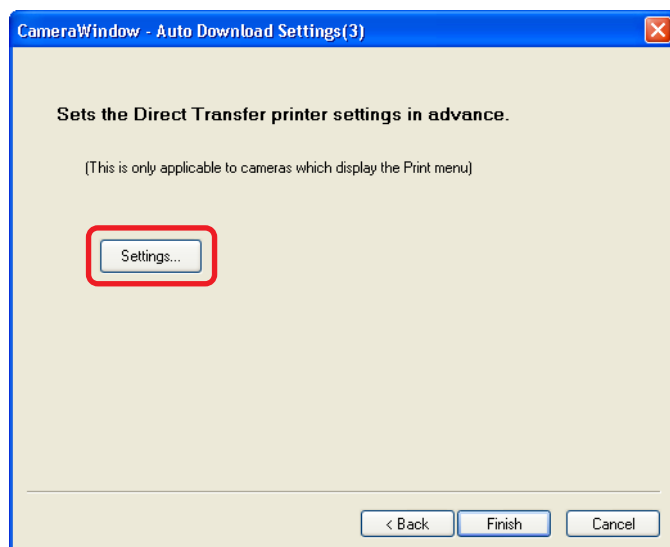 CameraWindow - Auto Download Settings(3)
Sets the Direct Transfer printer settings in advance.
(This is only applicable to cameras which display the Print menu)
Settings...
< Back Finish Cancel